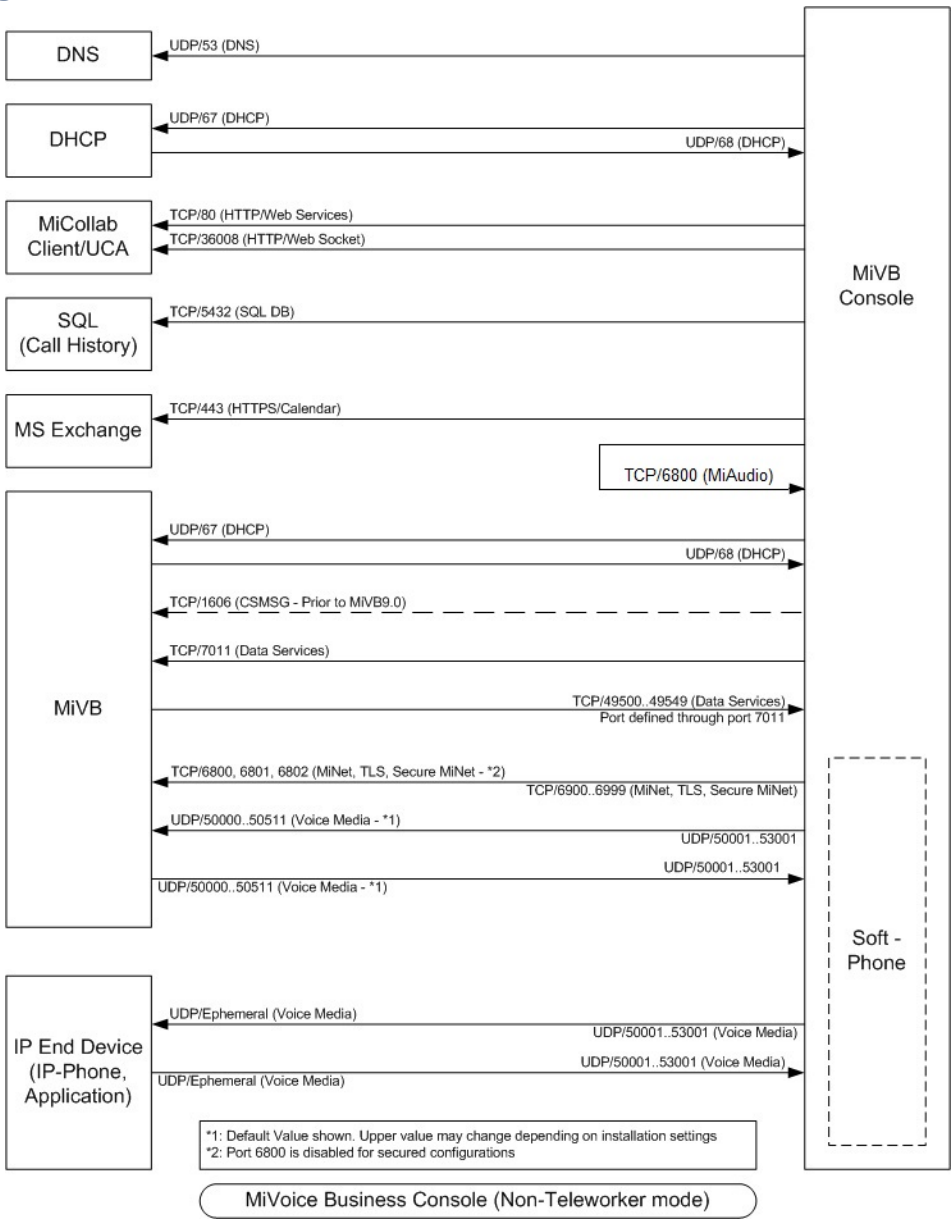 DNS
UDP/53 (DNS)
DHCP
UDP/67 (DHCP)
UDP/68 (DHCP)
MiCollab
Client/UCA
TCP/80 (HTTP/Web Services)
TCP/36008 (HTTP/Web Socket)
MiVB
Console
SQL
(Call History)
TCP/5432 (SQL DB)
MS Exchange
TCP/443 (HTTPS/Calendar)
TCP/6800 (MiAudio)
MiVB
UDP/67 (DHCP)
UDP/68 (DHCP)
TCP/1606 (CSMSG - Prior to MiVB9.0)
TCP/7011 (Data Services)
TCP/49500..49549 (Data Services)
Port defined through port 7011
TCP/6800, 6801, 6802 (MiNet, TLS, Secure MiNet - *2)
TCP/6900..6999 (MiNet, TLS, Secure MiNet)
UDP/50000..50511 (Voice Media - *1)
UDP/50001..53001
UDP/50001..53001
UDP/50000..50511 (Voice Media - *1)
Soft -
Phone
IP End Device
(IP-Phone,
Application)
UDP/Ephemeral (Voice Media)
UDP/50001..53001 (Voice Media)
UDP/50001..53001 (Voice Media)
UDP/Ephemeral (Voice Media)
*1: Default Value shown. Upper value may change depending on installation settings
*2: Port 6800 is disabled for secured configurations
MiVoice Business Console (Non-Teleworker mode)